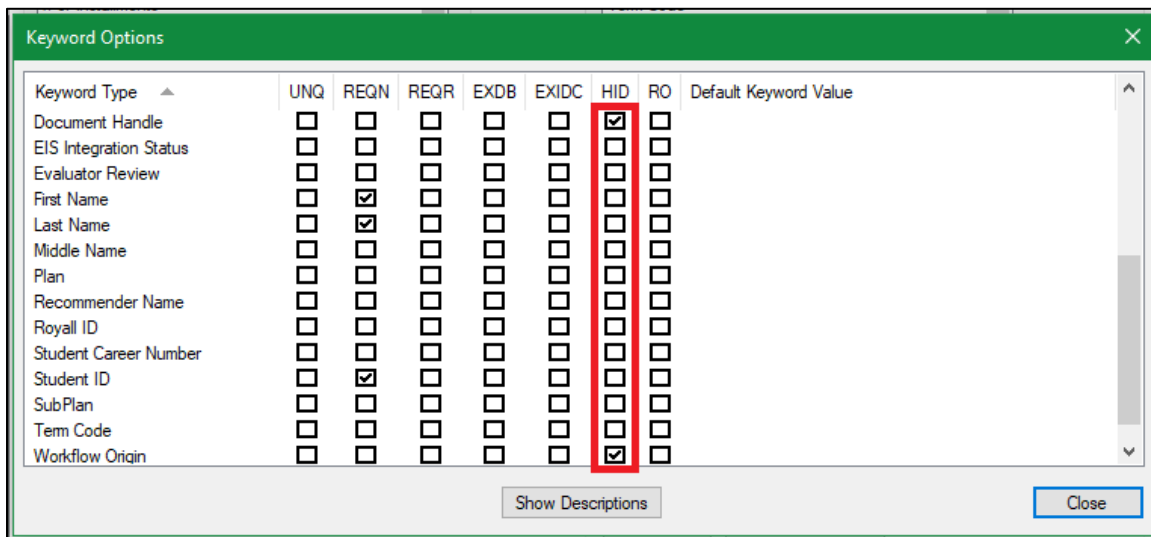 Keyword Options
Keyword Type UNQ REQN REQR EXDB EXIDC HID RO Default Keyword Value
Document Handle
EIS Integration Status
Evaluator Review
First Name
Last Name
Middle Name
Plan
Recommender Name
Royall ID
Student Career Number
Student ID
SubPlan
Term Code
Workflow Origin
Show Descriptions
Close